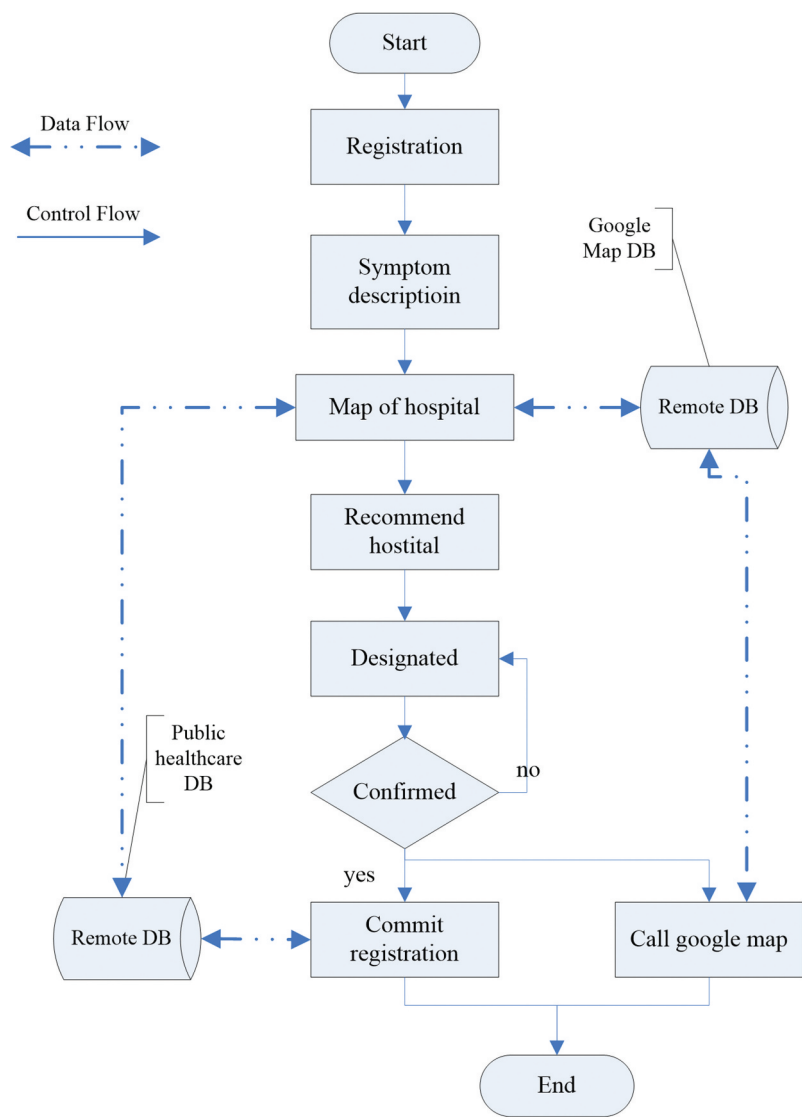 Start
Data Flow
Registration
Control Flow
Google
Map DB
Symptom
descriptioin
Map of hospital
Remote DB
Recommend
hostital
Designated
Public
healthcare
DB
Confirmed
no
yes
Remote DB
Commit
registration
Call google map
End